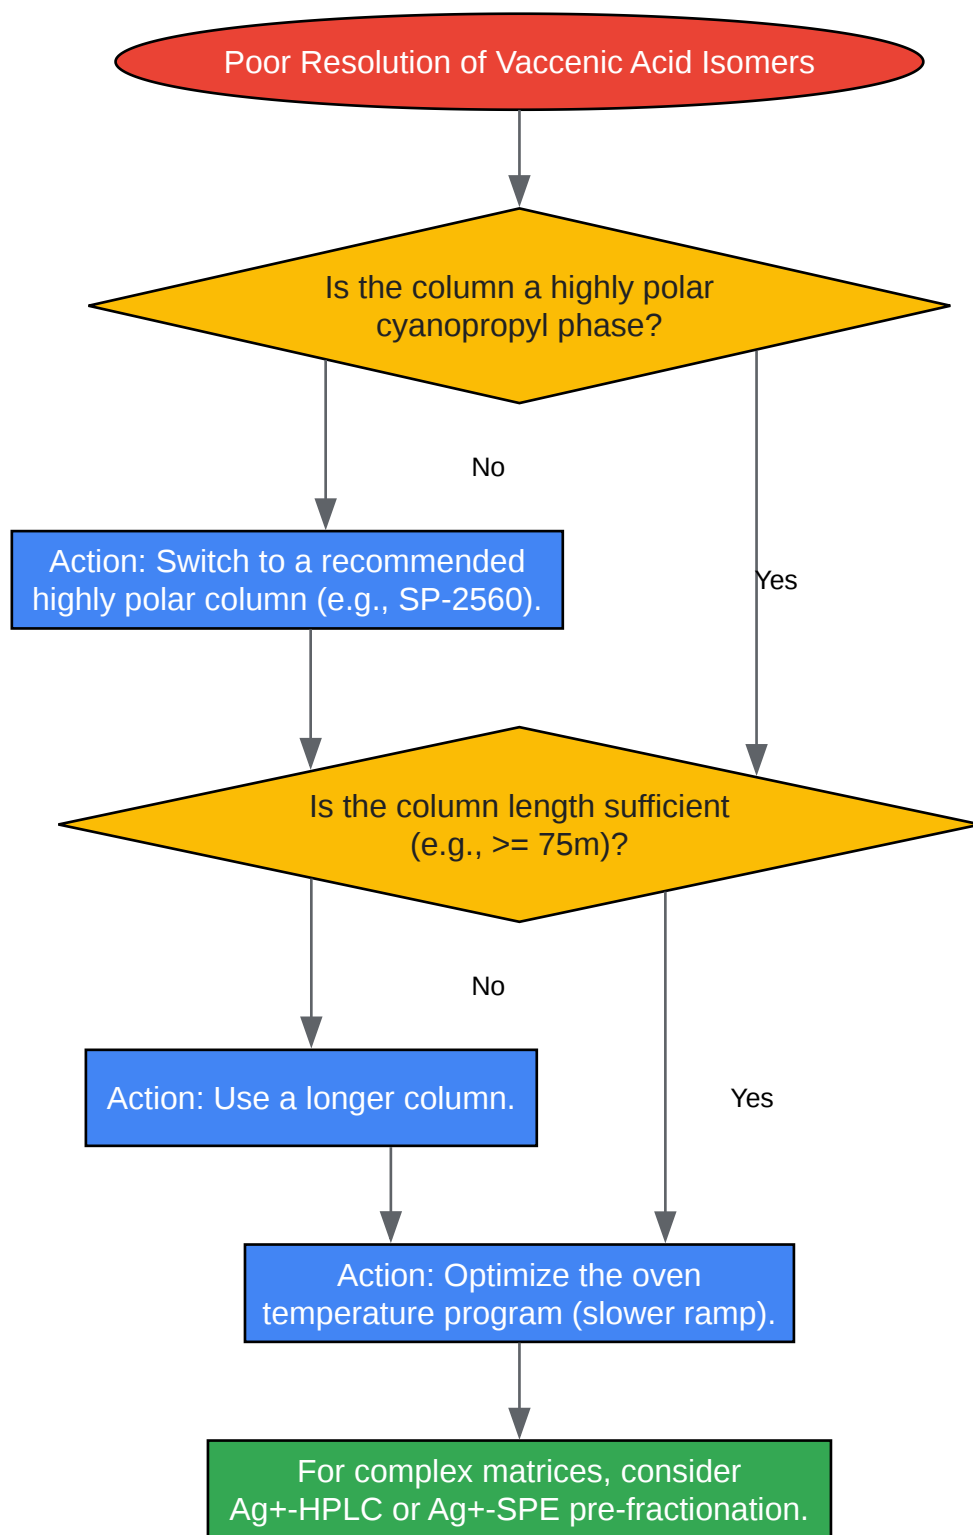 Poor Resolution of Vaccenic Acid Isomers
Is the column a highly polar
cyanopropyl phase?
No
Action: Switch to a recommended
highly polar column (e.g., SP-2560).
Yes
Is the column length sufficient
(e.g., >= 75m)?
No
Action: Use a longer column.
Yes
Action: Optimize the oven
temperature program (slower ramp).
For complex matrices, consider
Ag+-HPLC or Ag+-SPE pre-fractionation.